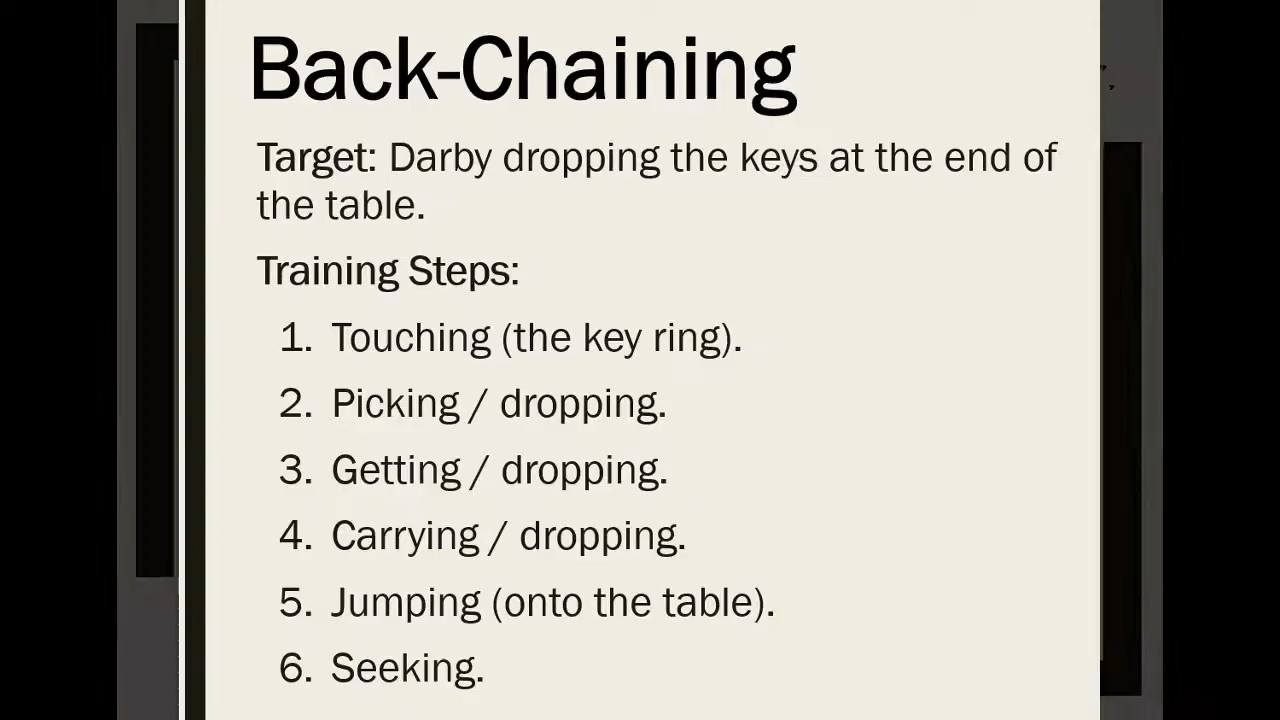 Back-Chaining
Target: Darby dropping the keys at the end of
the table.
Training Steps:
1. Touching (the key ring).
2. Picking / dropping.
3. Getting / dropping.
4. Carrying / dropping.
5. Jumping (onto the table).
6. Seeking.